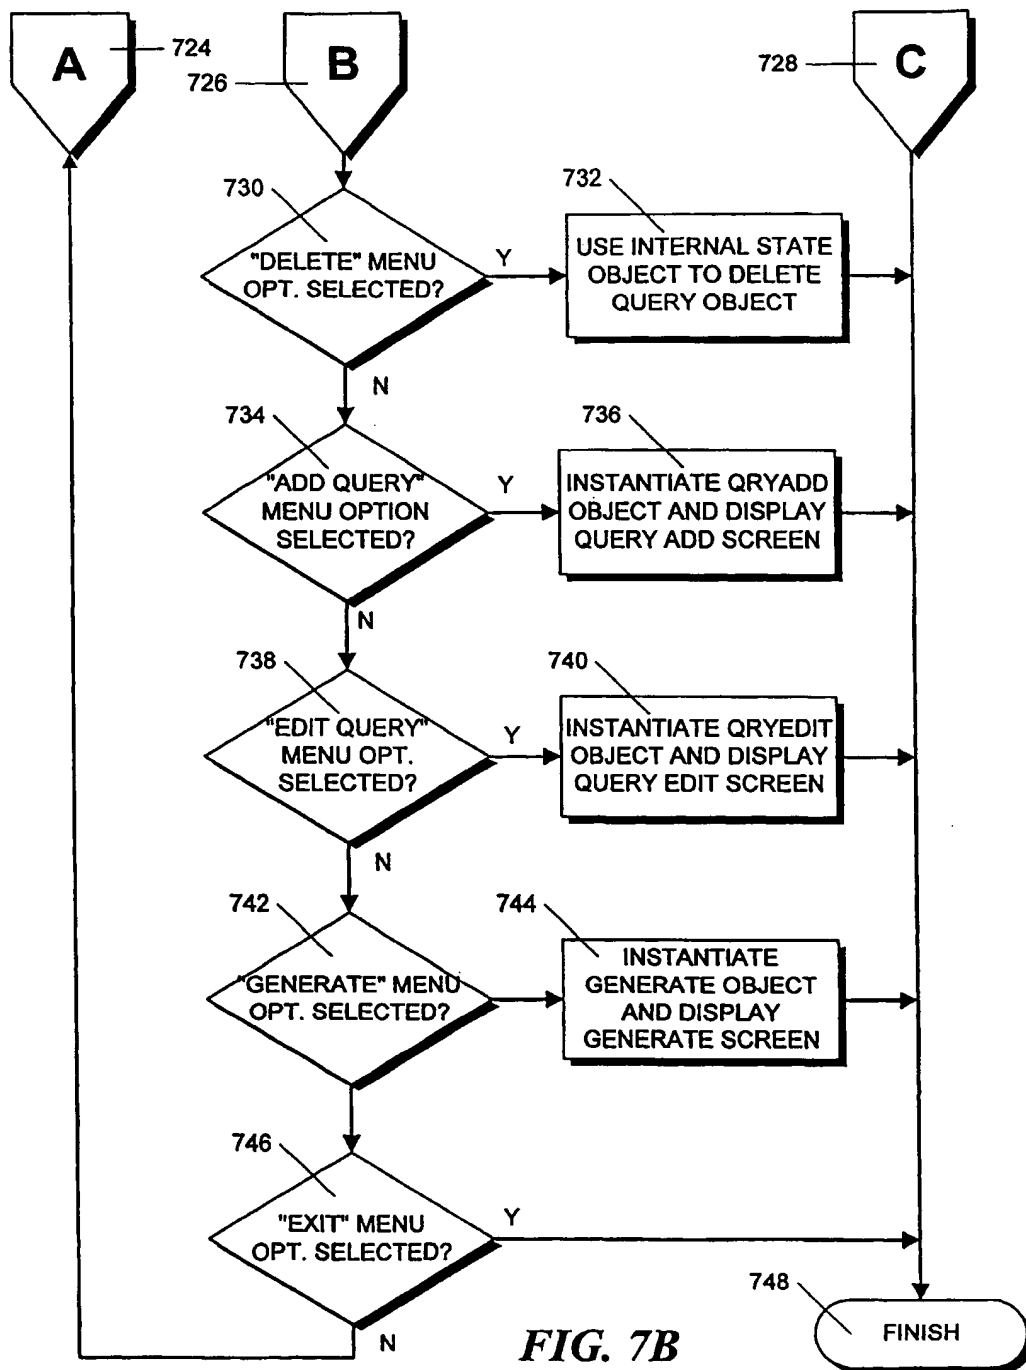 A
724
B
726
C
728
730
"DELETE" MENU
OPT. SELECTED?
Y
N
732
USE INTERNAL STATE
OBJECT TO DELETE
QUERY OBJECT
734
"ADD QUERY"
MENU OPTION
SELECTED?
Y
N
736
INSTANTIATE QRYADD
OBJECT AND DISPLAY
QUERY ADD SCREEN
738
"EDIT QUERY"
MENU OPT.
SELECTED?
Y
N
740
INSTANTIATE QRYEDIT
OBJECT AND DISPLAY
QUERY EDIT SCREEN
742
"GENERATE" MENU
OPT. SELECTED?
744
INSTANTIATE
GENERATE OBJECT
AND DISPLAY
GENERATE SCREEN
746
"EXIT" MENU
OPT. SELECTED?
Y
N
748
FINISH
FIG. 7B